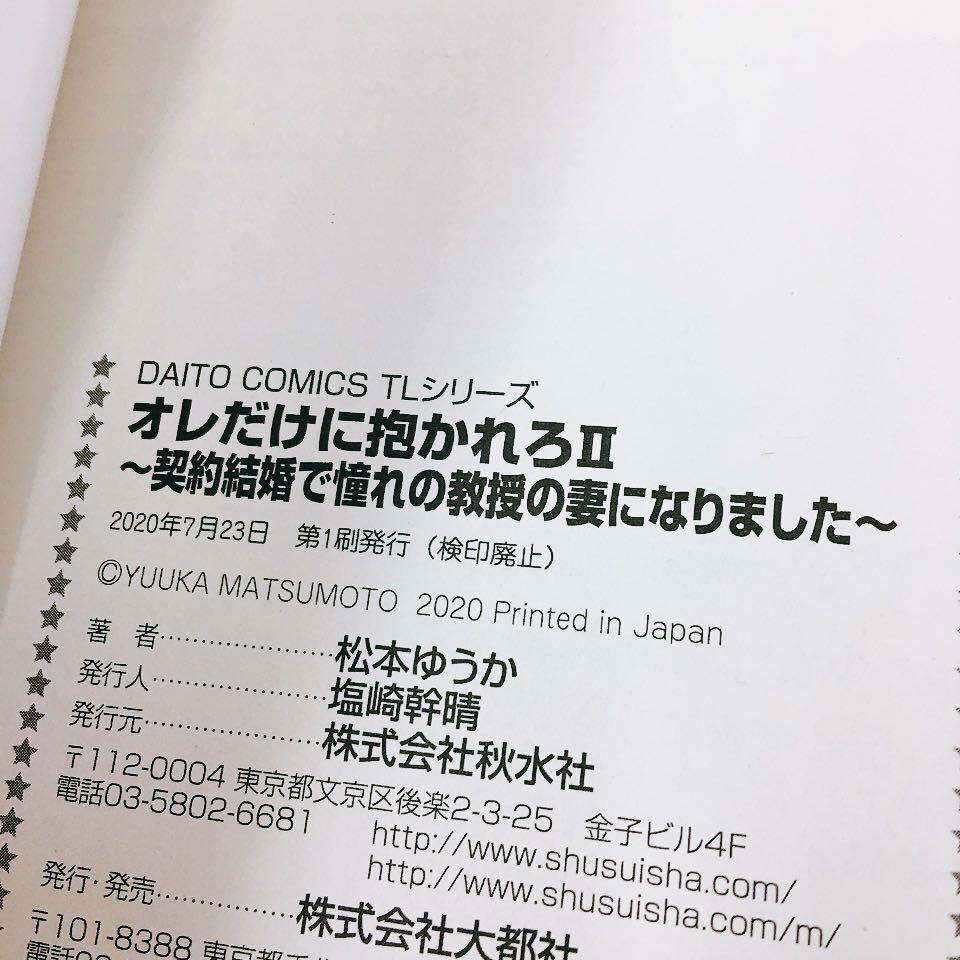 DAITO COMICS TLシリーズ
オレだけに抱かれろⅡ
～契約結婚で憧れの教授の妻になりました～
2020年7月23日　第1刷発行（検印廃止）
©YUUKA MATSUMOTO 2020 Printed in Japan
著　者…………………松本ゆうか
発行人…………………塩崎幹晴
発行元…………………株式会社秋水社
〒112-0004 東京都文京区後楽2-3-25　金子ビル4F
電話03-5802-6681
http://www.shusuisha.com/
http://www.shusuisha.com/m/
発行・発売……………株式会社大都社
〒101-8388 東京都千